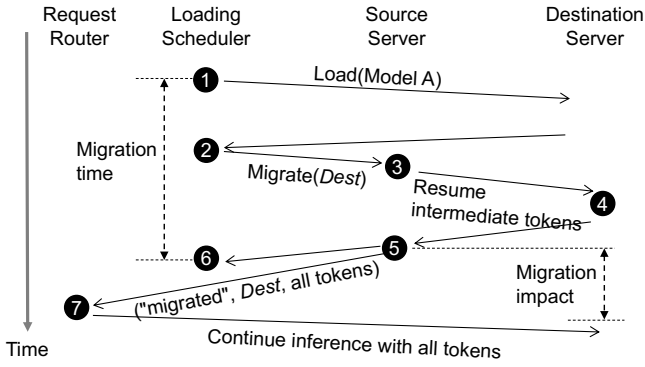 Request Router
Loading Scheduler
Source Server
Destination Server
1
Load(Model A)
Migration time
2
Migrate(Dest)
3
Resume intermediate tokens
4
5
6
Migration impact
("migrated", Dest, all tokens)
7
Continue inference with all tokens
Time